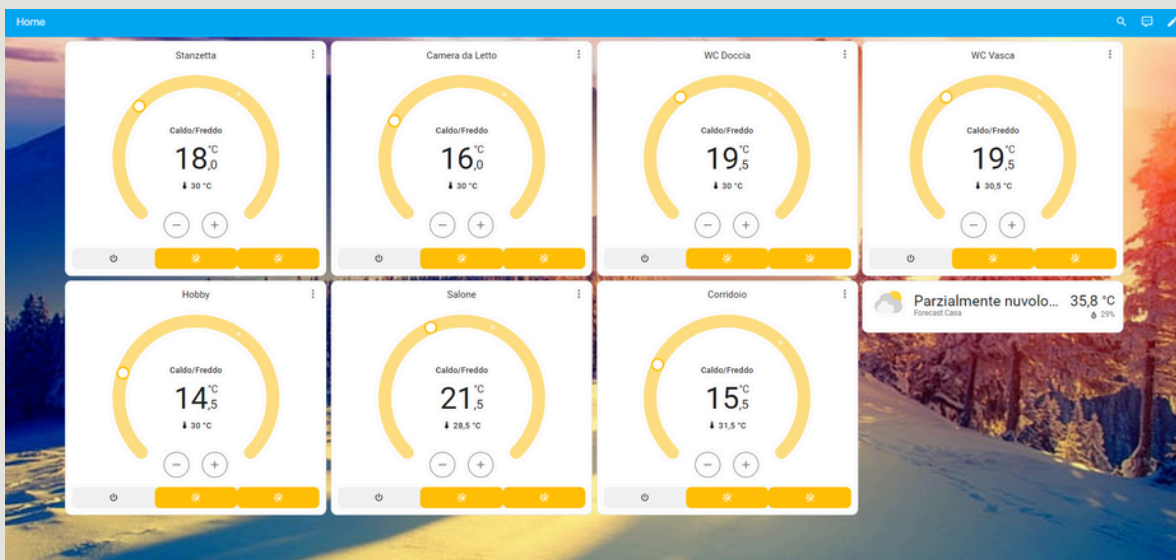 Home
Stanzetta
Caldo/Freddo
18,0 °C
30 °C
Camera da Letto
Caldo/Freddo
16,0 °C
30 °C
WC Doccia
Caldo/Freddo
19,5 °C
30 °C
WC Vasca
Caldo/Freddo
19,5 °C
30,5 °C
Hobby
Caldo/Freddo
14,5 °C
30 °C
Salone
Caldo/Freddo
21,5 °C
28,5 °C
Corridoio
Caldo/Freddo
15,5 °C
31,5 °C
Parzialmente nuvolo... 35,8 °C
Forecast Casa 29%